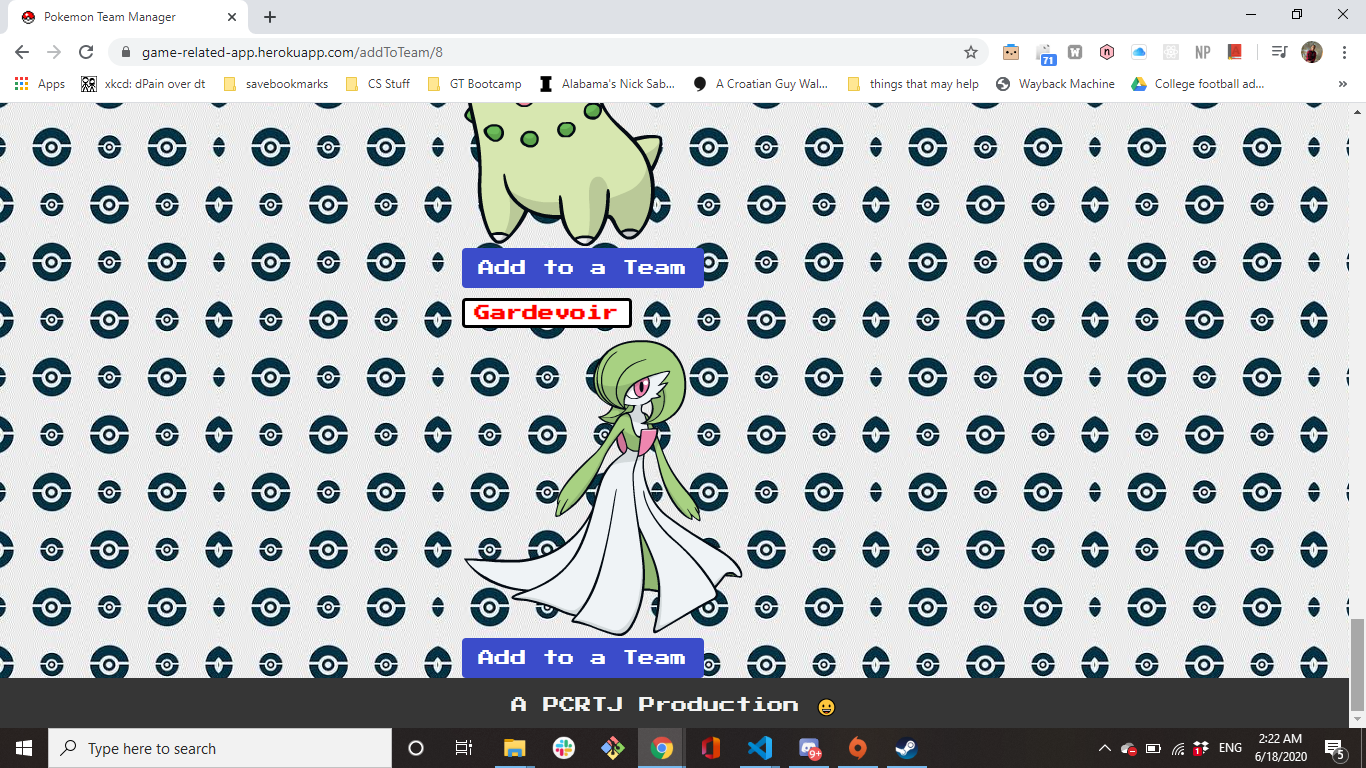 Pokemon Team Manager
game-related-app.herokuapp.com/addToTeam/8
71
W
n
NP
Apps
xkcd: dPain over dt
savebookmarks
CS Stuff
GT Bootcamp
Alabama's Nick Sab...
A Croatian Guy Wal...
things that may help
Wayback Machine
College football ad...
»
Add to a Team
Gardevoir
Add to a Team
A PCRTJ Production 😀
Type here to search
9+
1
ENG
2:22 AM
6/18/2020
5